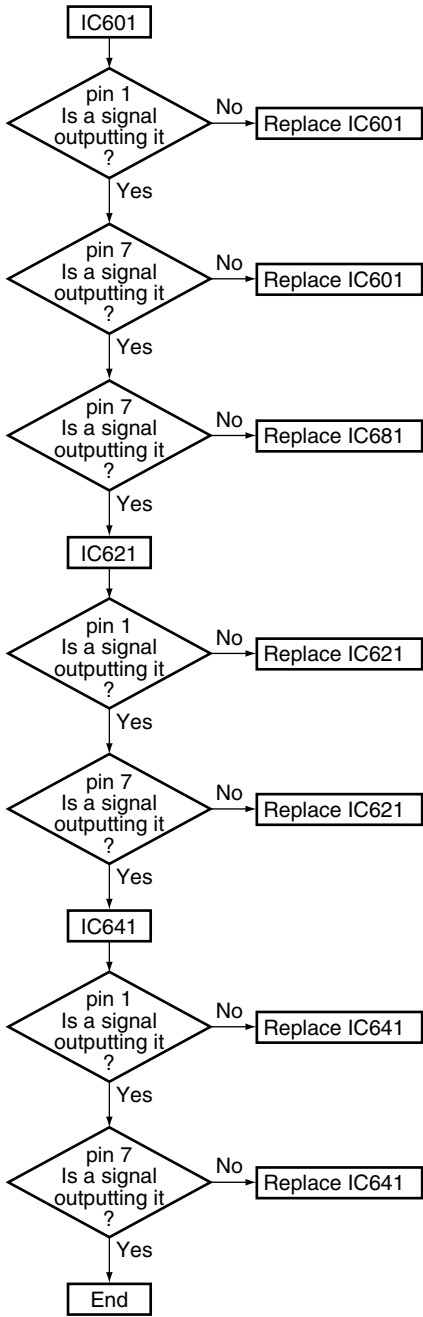 IC601
pin 1
Is a signal
outputting it
?
No
Replace IC601
Yes
pin 7
Is a signal
outputting it
?
No
Replace IC601
Yes
pin 7
Is a signal
outputting it
?
No
Replace IC681
Yes
IC621
pin 1
Is a signal
outputting it
?
No
Replace IC621
Yes
pin 7
Is a signal
outputting it
?
No
Replace IC621
Yes
IC641
pin 1
Is a signal
outputting it
?
No
Replace IC641
Yes
pin 7
Is a signal
outputting it
?
No
Replace IC641
Yes
End